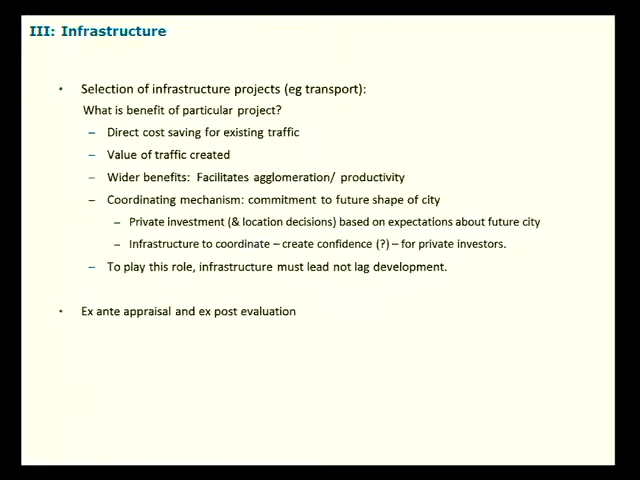 III: Infrastructure
• Selection of infrastructure projects (eg transport):
What is benefit of particular project?
– Direct cost saving for existing traffic
– Value of traffic created
– Wider benefits: Facilitates agglomeration/ productivity
– Coordinating mechanism: commitment to future shape of city
– Private investment (& location decisions) based on expectations about future city
– Infrastructure to coordinate – create confidence (?) – for private investors.
– To play this role, infrastructure must lead not lag development.
• Ex ante appraisal and ex post evaluation